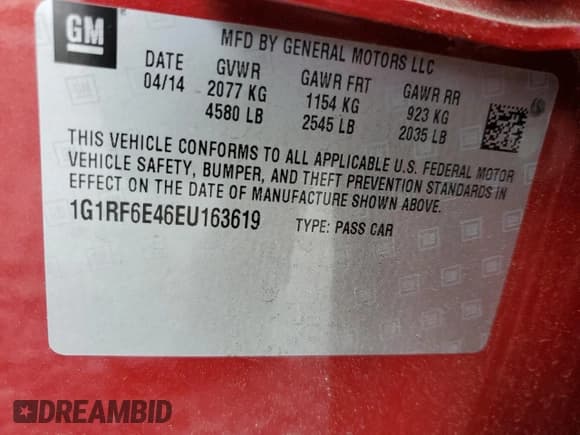 GM
MFD BY GENERAL MOTORS LLC
DATE GVWR GAWR FRT GAWR RR
04/14 2077 KG 1154 KG 923 KG
4580 LB 2545 LB 2035 LB
THIS VEHICLE CONFORMS TO ALL APPLICABLE U.S. FEDERAL MOTOR
VEHICLE SAFETY, BUMPER, AND THEFT PREVENTION STANDARDS IN
EFFECT ON THE DATE OF MANUFACTURE SHOWN ABOVE.
1G1RF6E46EU163619 TYPE: PASS CAR
DREAMBID